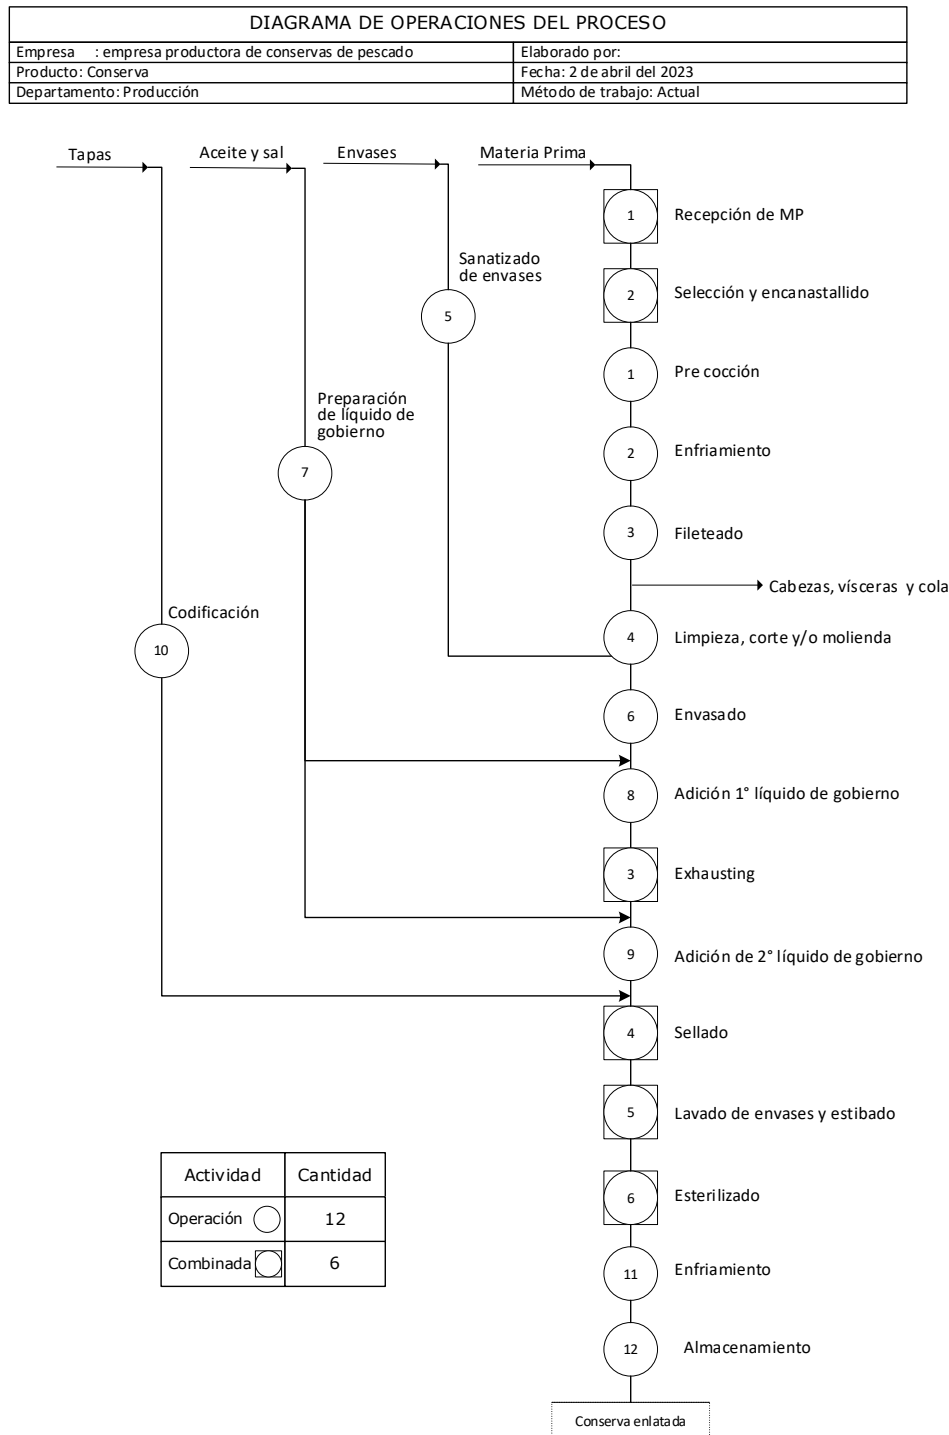 DIAGRAMA DE OPERACIONES DEL PROCESO
Empresa : empresa productora de conservas de pescado
Elaborado por:
Producto: Conserva
Fecha: 2 de abril del 2023
Departamento: Producción
Método de trabajo: Actual
Tapas
Aceite y sal
Envases
Materia Prima
1
Recepción de MP
Sanatizado
de envases
5
2
Selección y encanastallido
1
Pre cocción
Preparación
de líquido de
gobierno
7
2
Enfriamiento
3
Fileteado
Cabezas, vísceras y cola
Codificación
10
4
Limpieza, corte y/o molienda
6
Envasado
8
Adición 1° líquido de gobierno
3
Exhausting
9
Adición de 2° líquido de gobierno
4
Sellado
5
Lavado de envases y estibado
6
Esterilizado
11
Enfriamiento
12
Almacenamiento
Conserva enlatada
Actividad
Cantidad
Operación
12
Combinada
6